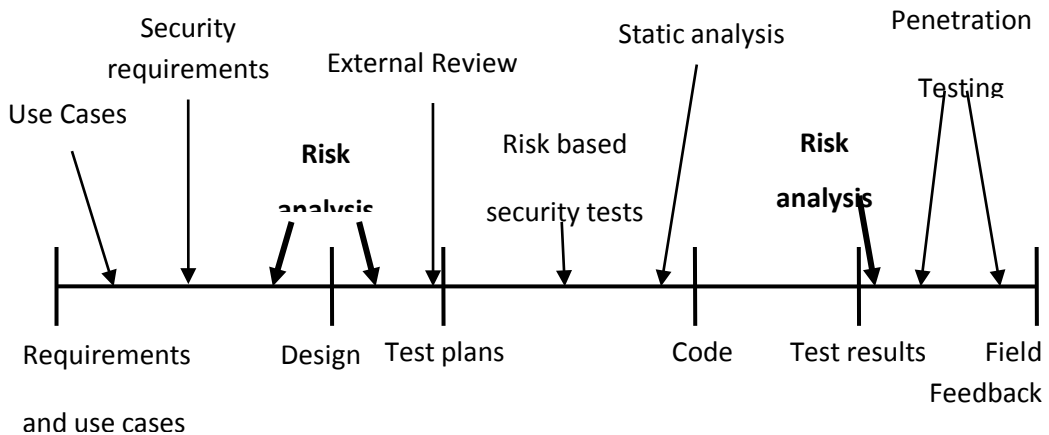 Penetration
Testing
Security
requirements
Static analysis
External Review
Use Cases
Risk
analysis
Risk based
security tests
Risk
analysis
Requirements
and use cases
Design
Test plans
Code
Test results
Field
Feedback